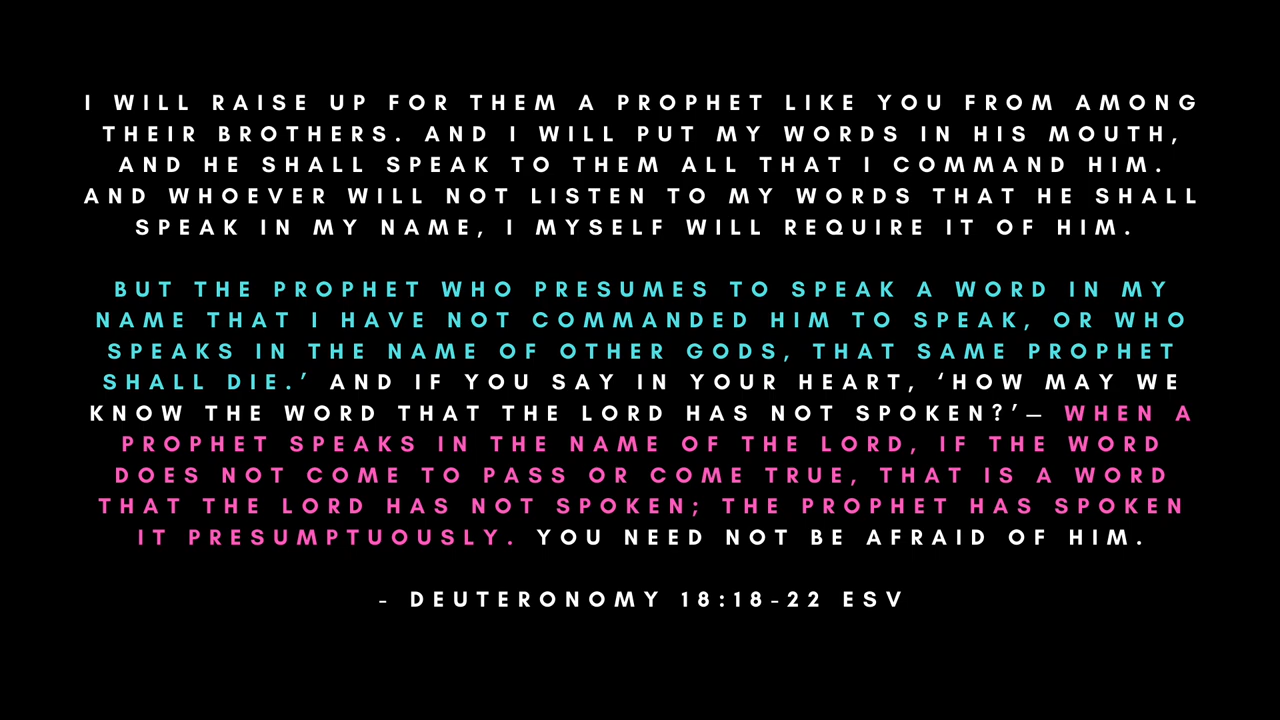 I WILL RAISE UP FOR THEM A PROPHET LIKE YOU FROM AMONG
THEIR BROTHERS. AND I WILL PUT MY WORDS IN HIS MOUTH,
AND HE SHALL SPEAK TO THEM ALL THAT I COMMAND HIM.
AND WHOEVER WILL NOT LISTEN TO MY WORDS THAT HE SHALL
SPEAK IN MY NAME, I MYSELF WILL REQUIRE IT OF HIM.
BUT THE PROPHET WHO PRESUMES TO SPEAK A WORD IN MY
NAME THAT I HAVE NOT COMMANDED HIM TO SPEAK, OR WHO
SPEAKS IN THE NAME OF OTHER GODS, THAT SAME PROPHET
SHALL DIE.’ AND IF YOU SAY IN YOUR HEART, ‘HOW MAY WE
KNOW THE WORD THAT THE LORD HAS NOT SPOKEN?’— WHEN A
PROPHET SPEAKS IN THE NAME OF THE LORD, IF THE WORD
DOES NOT COME TO PASS OR COME TRUE, THAT IS A WORD
THAT THE LORD HAS NOT SPOKEN; THE PROPHET HAS SPOKEN
IT PRESUMPTUOUSLY. YOU NEED NOT BE AFRAID OF HIM.
- DEUTERONOMY 18:18-22 ESV